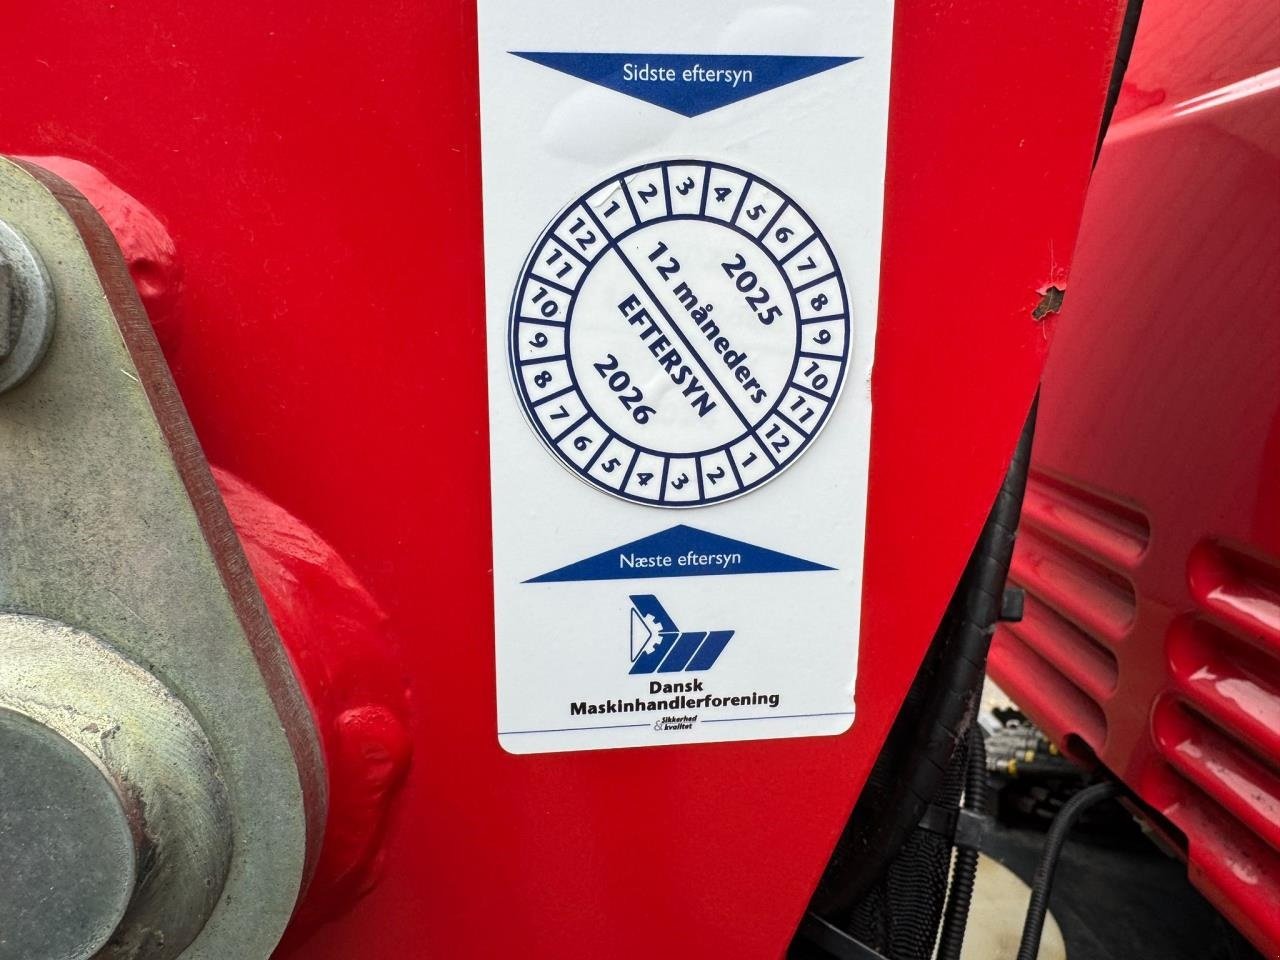 Sidste eftersyn
1 2 3 4 5 6 7 8 9 10 11 12
2025
12 måneders
EFTERSYN
2026
12 11 10 9 8 7 6 5 4 3 2 1
Næste eftersyn
Dansk
Maskinhandlerforening
Sikkerhed
& kvalitet